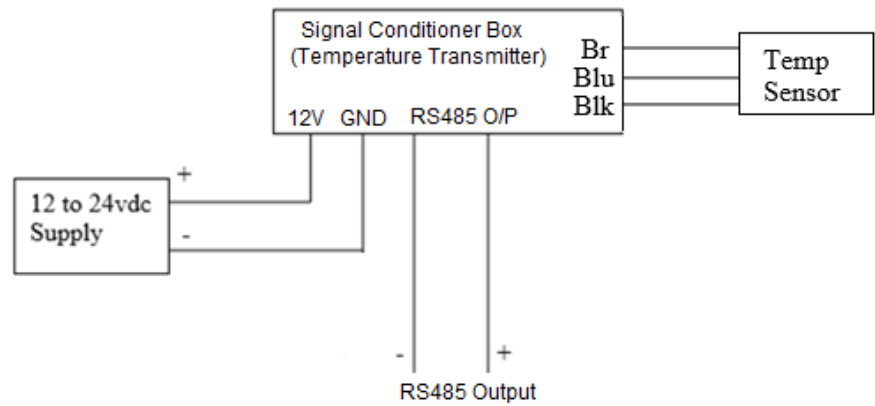 Signal Conditioner Box
(Temperature Transmitter)
Br
Blu
Blk
12V GND RS485 O/P
Temp
Sensor
12 to 24vdc
Supply
+
-
- +
RS485 Output